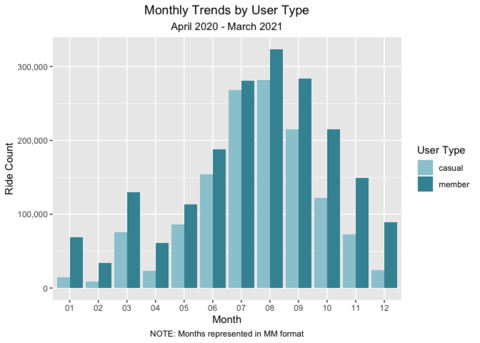 Monthly Trends by User Type
April 2020 - March 2021
Ride Count
300,000
200,000
100,000
0
01 02 03 04 05 06 07 08 09 10 11 12
Month
NOTE: Months represented in MM format
User Type
casual
member